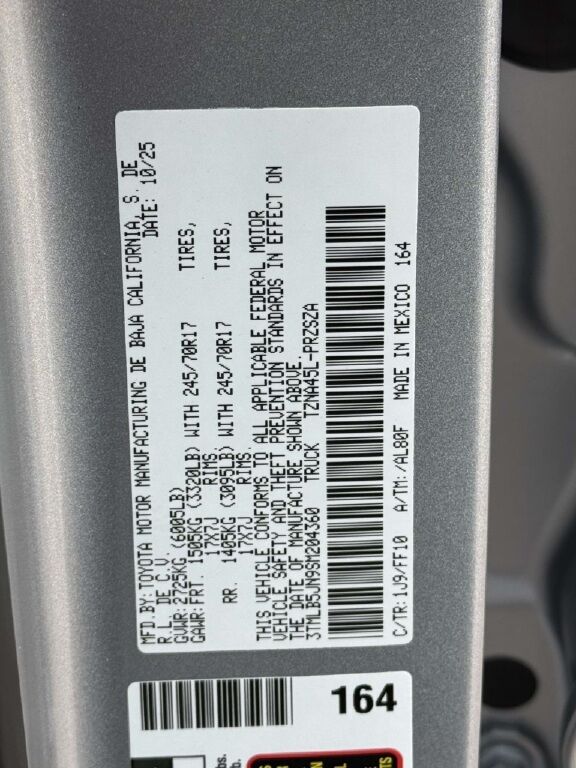 MFD.BY:TOYOTA MOTOR MANUFACTURING DE BAJA CALIFORNIA, S. DE
R.L. DE C.V. DATE: 10/25
GVWR:2725KG (6005LB)
GAWR:FRT. 1505KG (3320LB) WITH 245/70R17 TIRES,
17X7J RIMS,
RR. 1405KG (3095LB) WITH 245/70R17 TIRES,
17X7J RIMS.
THIS VEHICLE CONFORMS TO ALL APPLICABLE FEDERAL MOTOR
VEHICLE SAFETY AND THEFT PREVENTION STANDARDS IN EFFECT ON
THE DATE OF MANUFACTURE SHOWN ABOVE.
3TMLB5JN9SM204360 TRUCK TZNA45L-PRZSZA
C/TR:1J9/FF10 A/TM:/AL80F MADE IN MEXICO 164
164